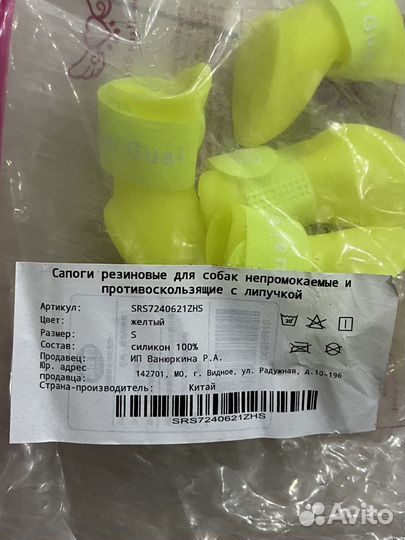 Guai
Сапоги резиновые для собак непромокаемые и
противоскользящие с липучкой
Артикул: SRS7240621ZHS
Цвет: желтый
Размер: S
Состав: силикон 100%
Продавец: ИП Ванюркина Р.А.
Юр. адрес
продавца: 142701, МО, г. Видное, ул. Радужная, д.10-196
Страна-производитель: Китай
SRS7240621ZHS
Avito